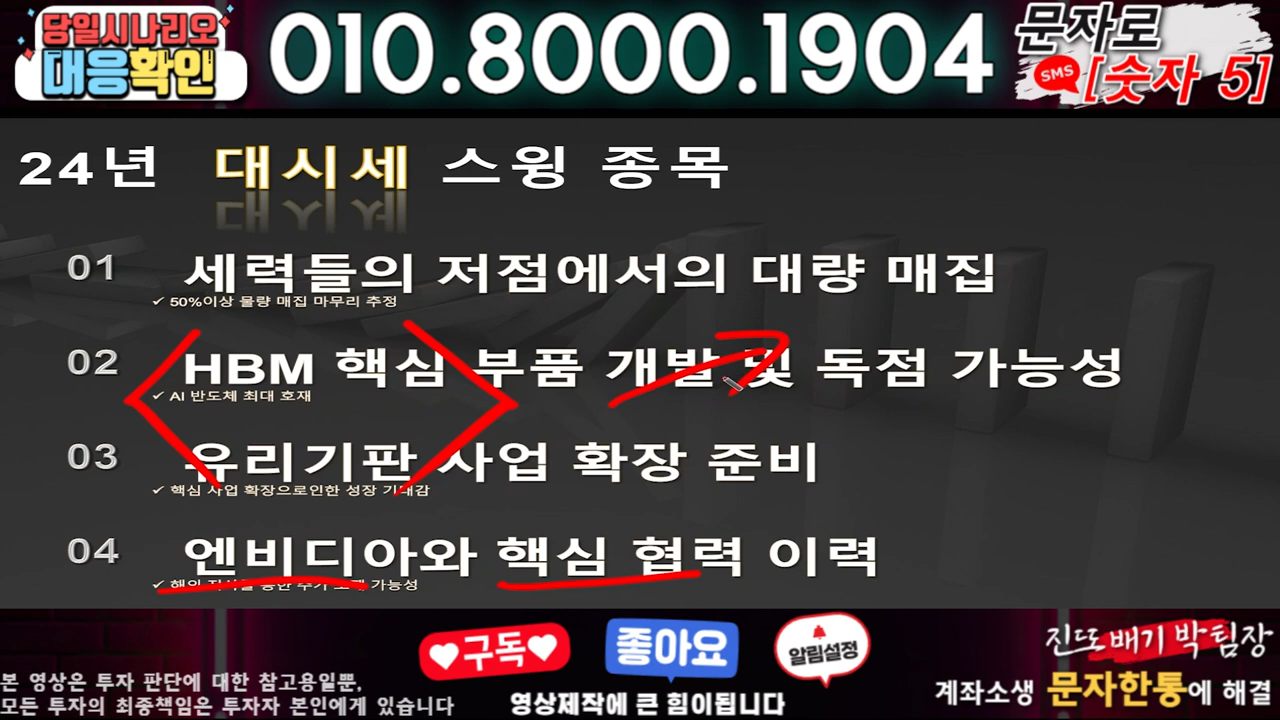 당일시나리오
대응확인
010.8000.1904
문자로
SMS [숫자 5]
24년 대시세 스윙 종목
01 세력들의 저점에서의 대량 매집
✓ 50%이상 물량 매집 마무리 추정
02 HBM 핵심 부품 개발 및 독점 가능성
✓ AI 반도체 최대 호재
03 유리기판 사업 확장 준비
✓ 핵심 사업 확장으로인한 성장 기대감
04 엔비디아와 핵심 협력 이력
✓ 해외 통한 추가 가능성
구독
좋아요
알림설정
영상제작에 큰 힘이됩니다
본 영상은 투자 판단에 대한 참고용일뿐,
모든 투자의 최종책임은 투자자 본인에게 있습니다
진또배기 박팀장
계좌소생 문자한통에 해결